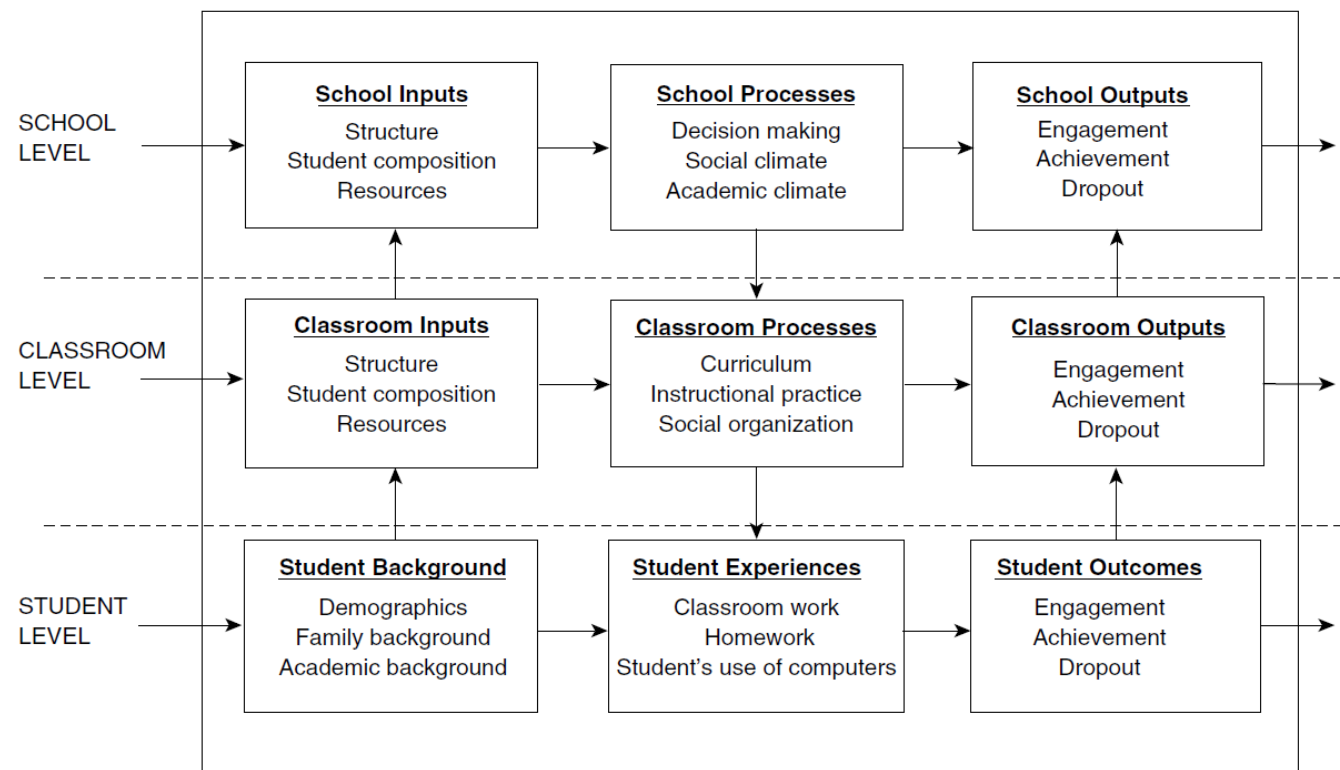 SCHOOL
LEVEL
School Inputs
Structure
Student composition
Resources
School Processes
Decision making
Social climate
Academic climate
School Outputs
Engagement
Achievement
Dropout
CLASSROOM
LEVEL
Classroom Inputs
Structure
Student composition
Resources
Classroom Processes
Curriculum
Instructional practice
Social organization
Classroom Outputs
Engagement
Achievement
Dropout
STUDENT
LEVEL
Student Background
Demographics
Family background
Academic background
Student Experiences
Classroom work
Homework
Student’s use of computers
Student Outcomes
Engagement
Achievement
Dropout